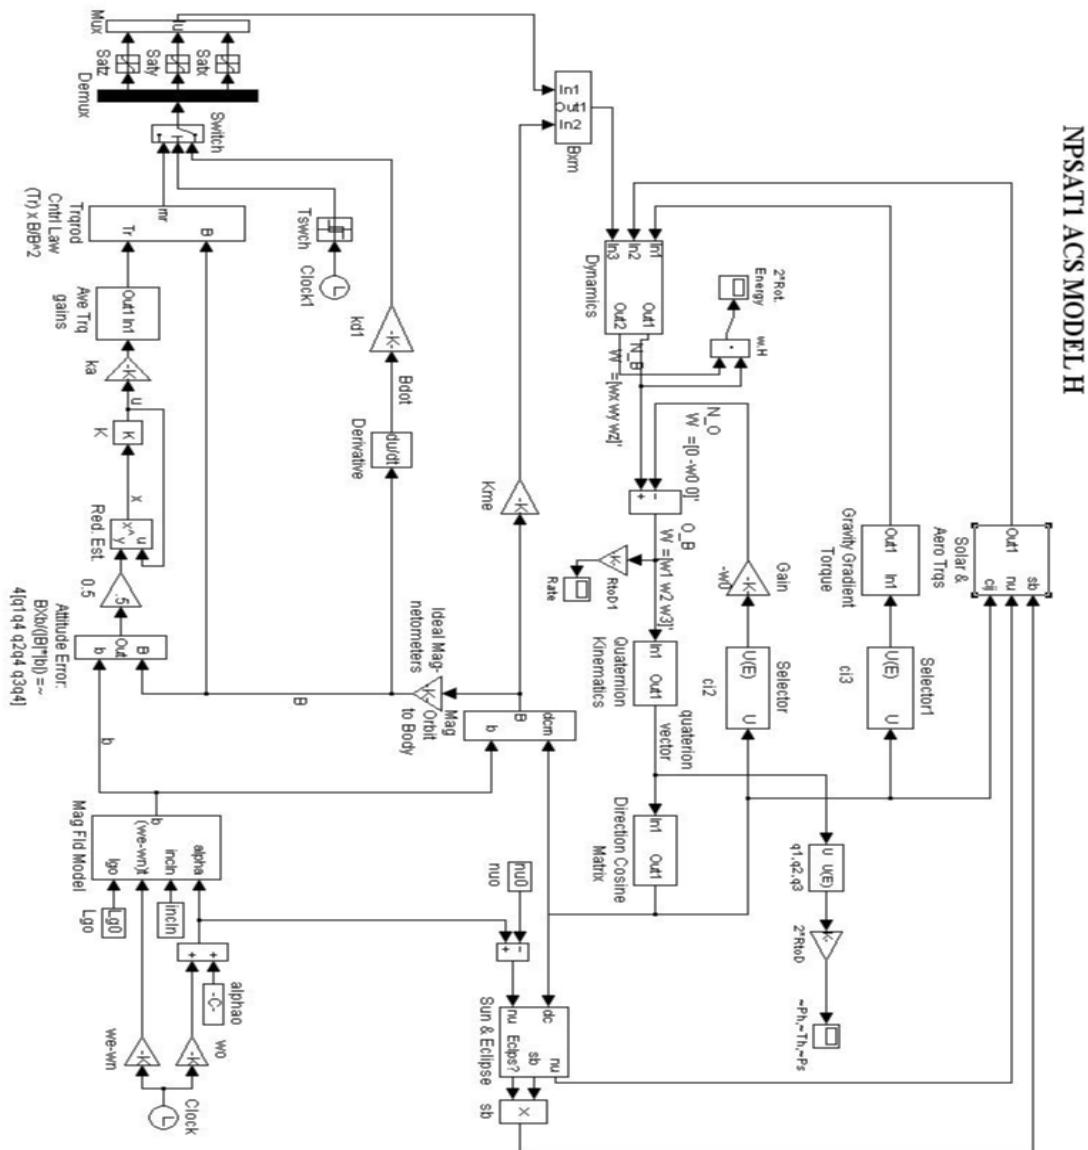 NPSAT1 ACS MODEL H
sb
nu
cij
Out1
Solar &
Aero Trqs
Selector1
U(E)
U
ci3
Out1
In1
Gravity Gradient
Torque
U
U(E)
q1,q2,q3
-K-
2*RtoD
~Ph,~Th,~Ps
Selector
U(E)
U
ci2
Gain
-K-
-w0
2*Rot.
Energy
w.H
N_O
W =[0 -w0 0]'
In1
In2
In3
Out1
Out2
Dynamics
N_B
W =[wx wy wz]'
-
+
O_B
W =[w1 w2 w3]'
-K-
RtoD1
Rate
In1
Out1
Quaternion
Kinematics
quaterion
vector
In1
Out1
Direction Cosine
Matrix
In1
Out1
In2
Bxm
-K-
Kme
dcm
B
b
Mag
Orbit
to Body
nu0
nuo
-
+
dc
nu
nu
sb
Eclps?
Sun & Eclipse
X
sb
-K-
Ideal Mag-
netometers
Clock1
Tswch
-K-
kd1
Bdot
du/dt
Derivative
B
Mux
Satx
Saty
Satz
Demux
Switch
mr
B
Tr
Trqrod
Cntrl Law
(Tr) x B/B^2
Out1
In1
Ave Trq
gains
-K-
ka
u
K
K
x
u
x^
y
Red. Est.
.5
0.5
B
Out
b
Attitude Error:
BXb/(|B|*|b|) =~
4[q1q4 q2q4 q3q4]
b
b
alpha
incln
(we-wn)t
lgo
Mag Fld Model
incln
Lg0
Lgo
+
+
-C-
alphao
-K-
wo
-K-
we-wn
Clock